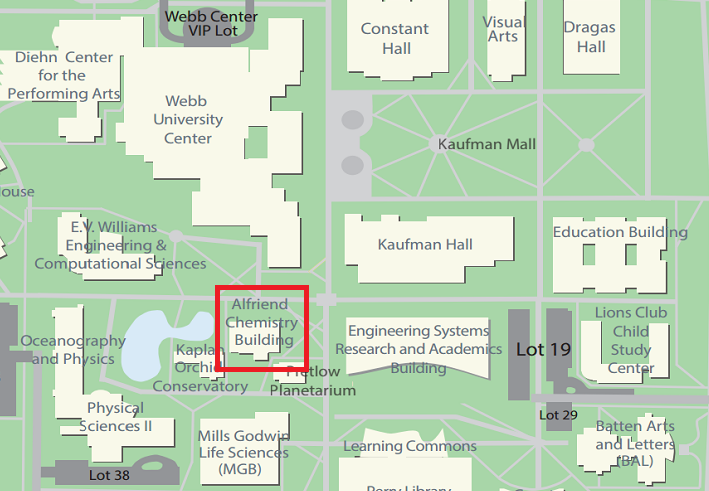 Webb Center
VIP Lot
Constant
Hall
Visual
Arts
Dragas
Hall
Diehn Center
for the
Performing Arts
Webb
University
Center
Kaufman Mall
ouse
E.V. Williams
Engineering &
Computational Sciences
Kaufman Hall
Education Building
Alfriend
Chemistry
Building
Oceanography
and Physics
Kaplan
Orchid
Conservatory
Pretlow
Planetarium
Engineering Systems
Research and Academics
Building
Lot 19
Lions Club
Child
Study
Center
Physical
Sciences II
Lot 38
Mills Godwin
Life Sciences
(MGB)
Learning Commons
Perry Library
Lot 29
Batten Arts
and Letters
(BAL)